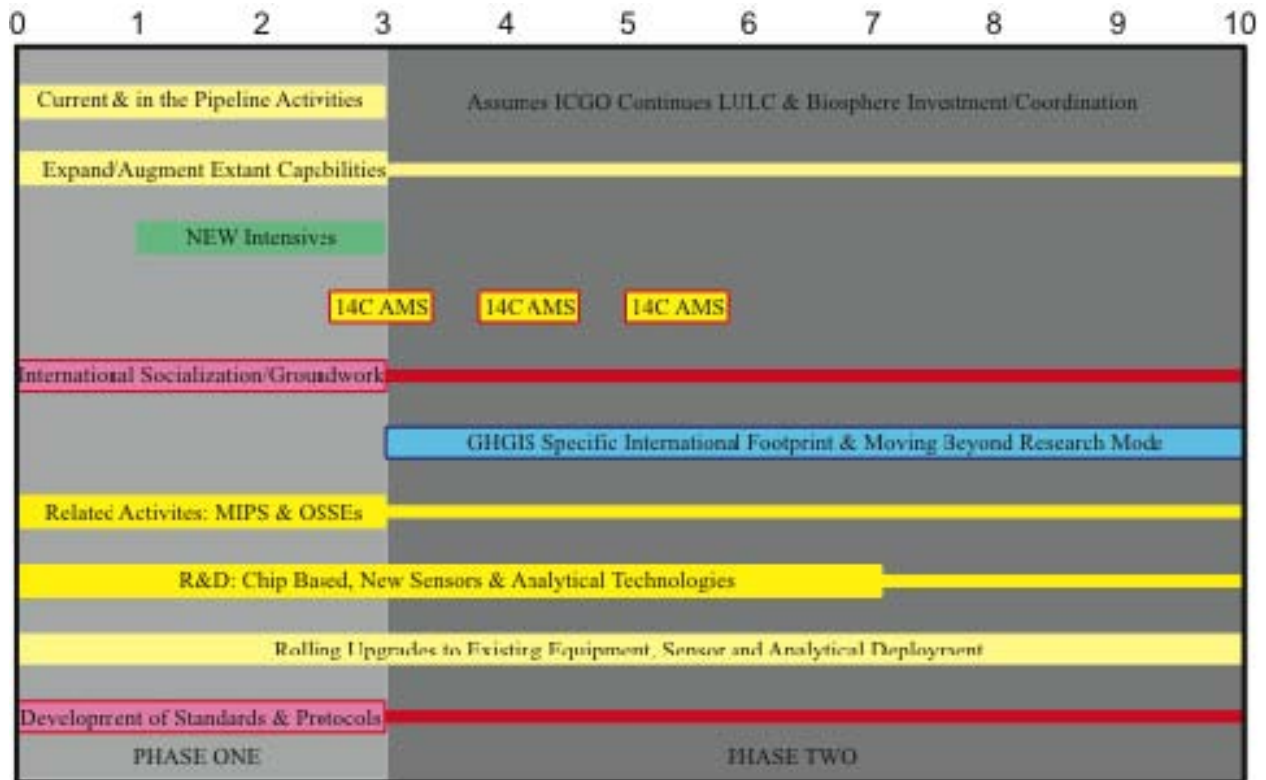 0 1 2 3 4 5 6 7 8 9 10
Current & in the Pipeline Activities
Assumes ICGO Continues LULC & Biosphere Investment/Coordination
Expand/Augment Extant Capabilities
NEW Intensives
14C AMS 14C AMS 14C AMS
International Socialization/Groundwork
GHGIS Specific International Footprint & Moving Beyond Research Mode
Related Activites: MIPS & OSSEs
R&D: Chip Based, New Sensors & Analytical Technologies
Rolling Upgrades to Existing Equipment, Sensor and Analytical Deployment
Development of Standards & Protocols
PHASE ONE PHASE TWO